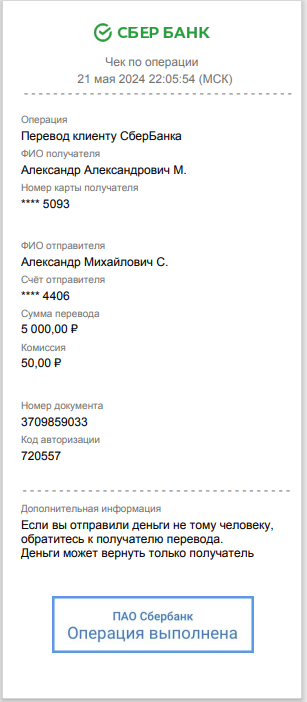 СБЕР БАНК
Чек по операции
21 мая 2024 22:05:54 (МСК)
Операция
Перевод клиенту СберБанка
ФИО получателя
Александр Александрович М.
Номер карты получателя
**** 5093
ФИО отправителя
Александр Михайлович С.
Счёт отправителя
**** 4406
Сумма перевода
5 000,00 ₽
Комиссия
50,00 ₽
Номер документа
3709859033
Код авторизации
720557
Дополнительная информация
Если вы отправили деньги не тому человеку,
обратитесь к получателю перевода.
Деньги может вернуть только получатель
ПАО Сбербанк
Операция выполнена